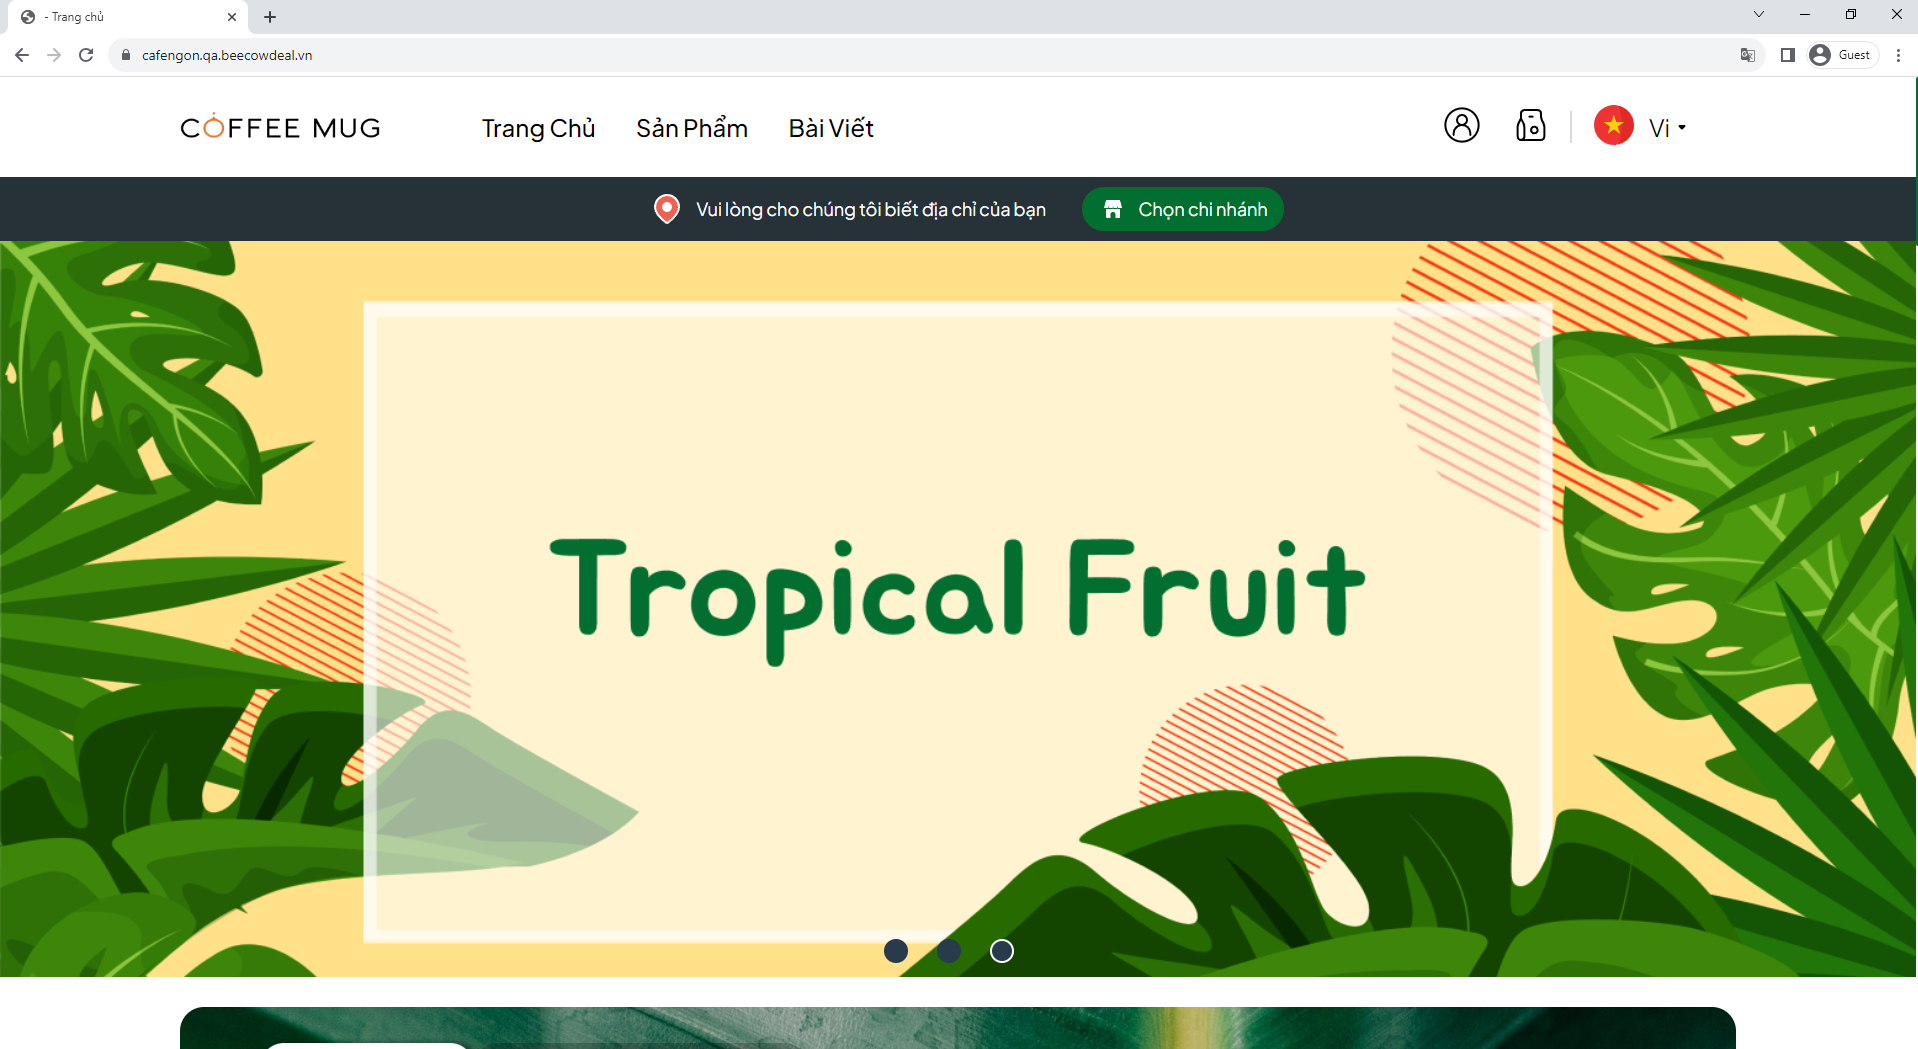 - Trang chủ
cafengon.qa.beecowdeal.vn
Guest
COFFEE MUG
Trang Chủ
Sản Phẩm
Bài Viết
Vi
Vui lòng cho chúng tôi biết địa chỉ của bạn
Chọn chi nhánh
Tropical Fruit